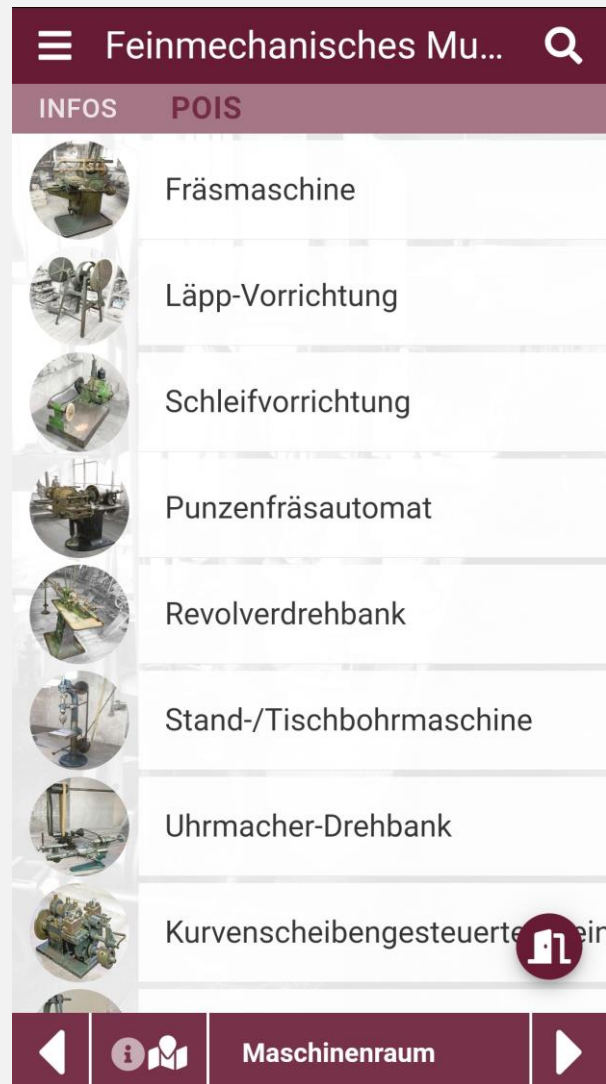 Feinmechanisches Mu...
INFOS POIS
Fräsmaschine
Läpp-Vorrichtung
Schleifvorrichtung
Punzenfräsautomat
Revolverdrehbank
Stand-/Tischbohrmaschine
Uhrmacher-Drehbank
Kurvenscheibengesteuerte
Maschinenraum